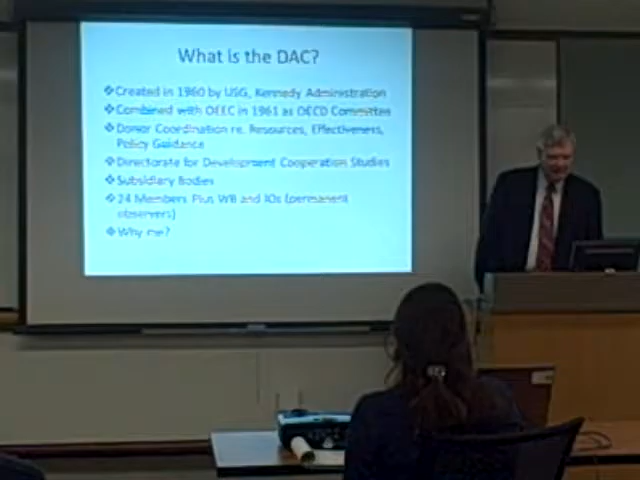 What is the DAC?
❖Created in 1960 by USG, Kennedy Administration
❖Combined with OEEC in 1961 as OECD Committee
❖Donor Coordination re. Resources, Effectiveness,
Policy Guidance
❖Directorate for Development Cooperation Studies
❖Subsidiary Bodies
❖24 Members Plus WB and IOs (permanent
observers)
❖Why me?